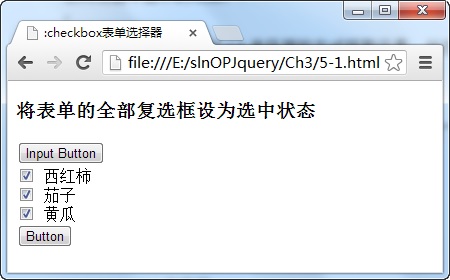 :checkbox表单选择器
file:///E:/slnOPJquery/Ch3/5-1.html
将表单的全部复选框设为选中状态
Input Button
西红柿
茄子
黄瓜
Button